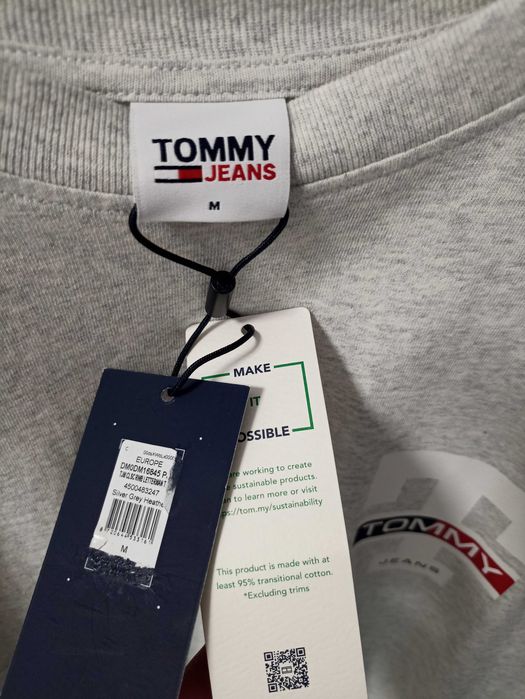 TOMMY
JEANS
M
EUROPE
DM0DM16845 P
4500483247
Silver Grey Heathe
M
MAKE
IT
OSSIBLE
re working to create
sustainable products.
n to learn more or visit
s://tom.my/sustainability
This product is made with at
least 95% transitional cotton.
*Excluding trims
TOMMY
JEANS